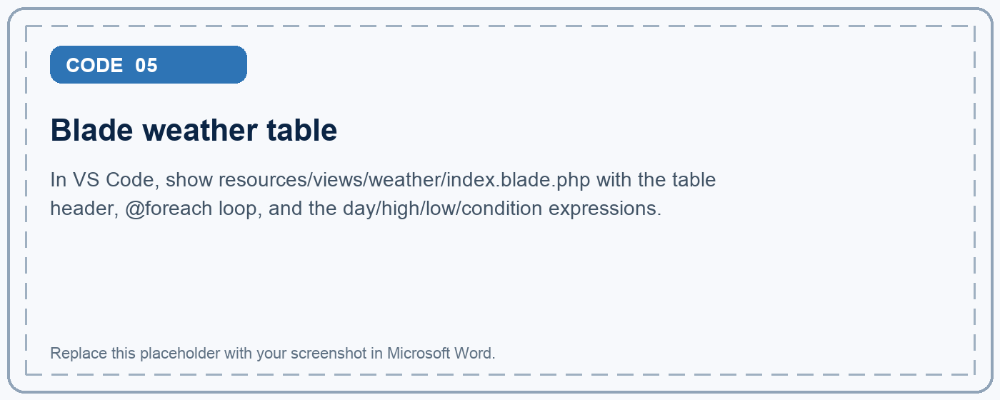 CODE 05
Blade weather table
In VS Code, show resources/views/weather/index.blade.php with the table
header, @foreach loop, and the day/high/low/condition expressions.
Replace this placeholder with your screenshot in Microsoft Word.